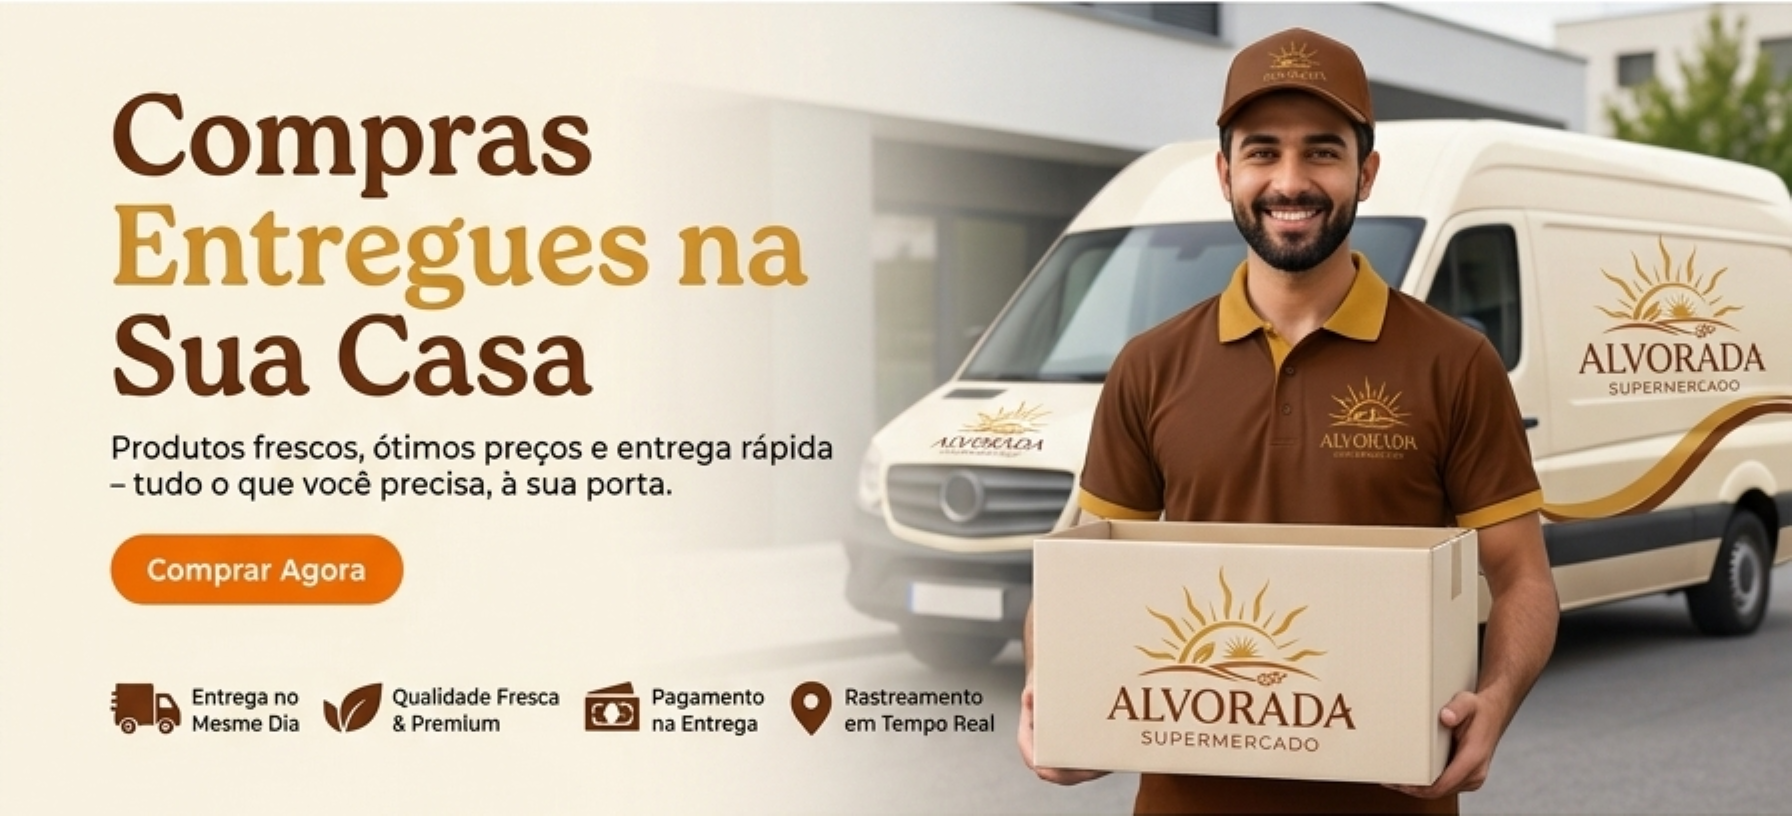 Compras
Entregues na
Sua Casa
Produtos frescos, ótimos preços e entrega rápida
– tudo o que você precisa, à sua porta.
Comprar Agora
Entrega no
Mesme Dia
Qualidade Fresca
& Premium
Pagamento
na Entrega
Rastreamento
em Tempo Real
ALVORADA
SUPERNERCAOO
ALVORADA
SUPERMERCADO